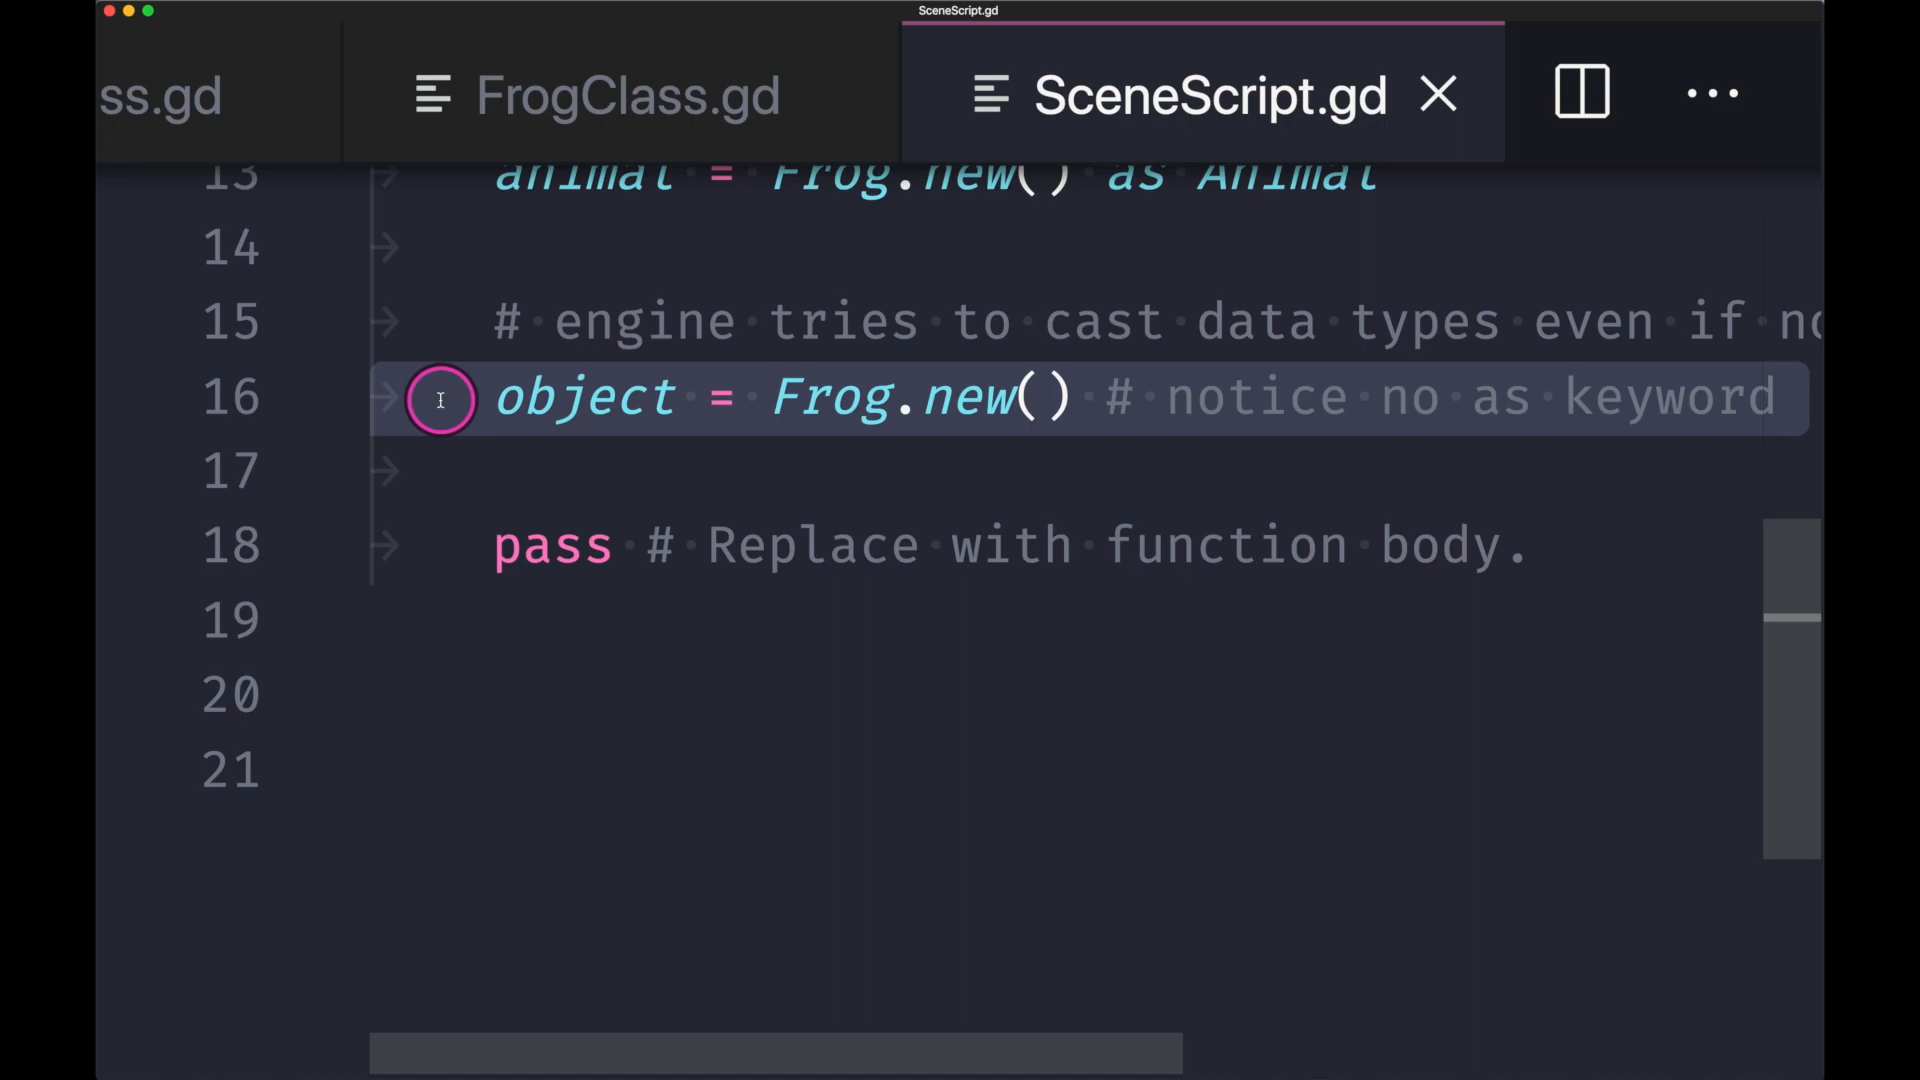 SceneScript.gd
ss.gd
FrogClass.gd
SceneScript.gd
13 animal = Frog.new() as Animal
14
15 # engine tries to cast data types even if no
16 object = Frog.new() # notice no as keyword
17
18 pass # Replace with function body.
19
20
21